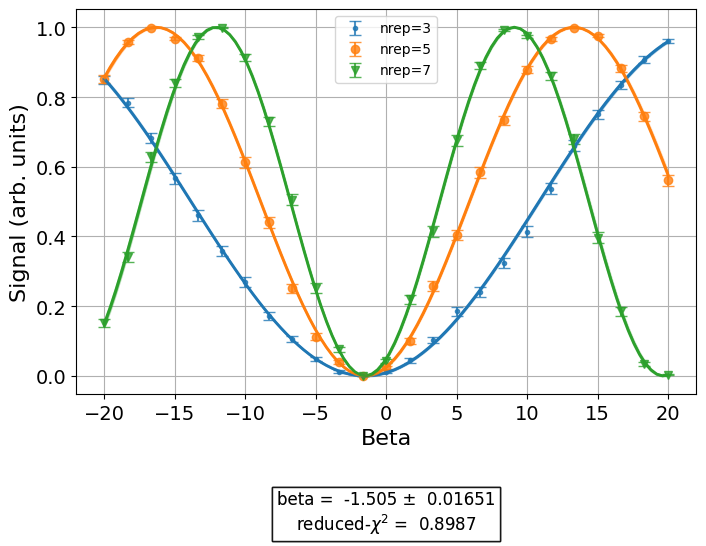 nrep=3
nrep=5
nrep=7
Signal (arb. units)
1.0
0.8
0.6
0.4
0.2
0.0
−20 −15 −10 −5 0 5 10 15 20
Beta
beta = -1.505 ± 0.01651
reduced-χ² = 0.8987